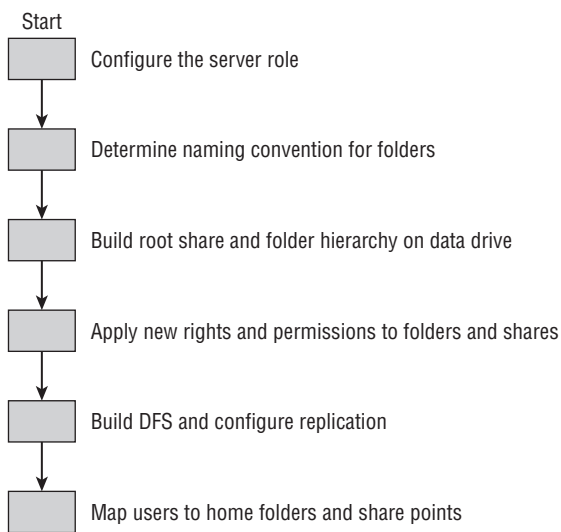 Start
Configure the server role
Determine naming convention for folders
Build root share and folder hierarchy on data drive
Apply new rights and permissions to folders and shares
Build DFS and configure replication
Map users to home folders and share points